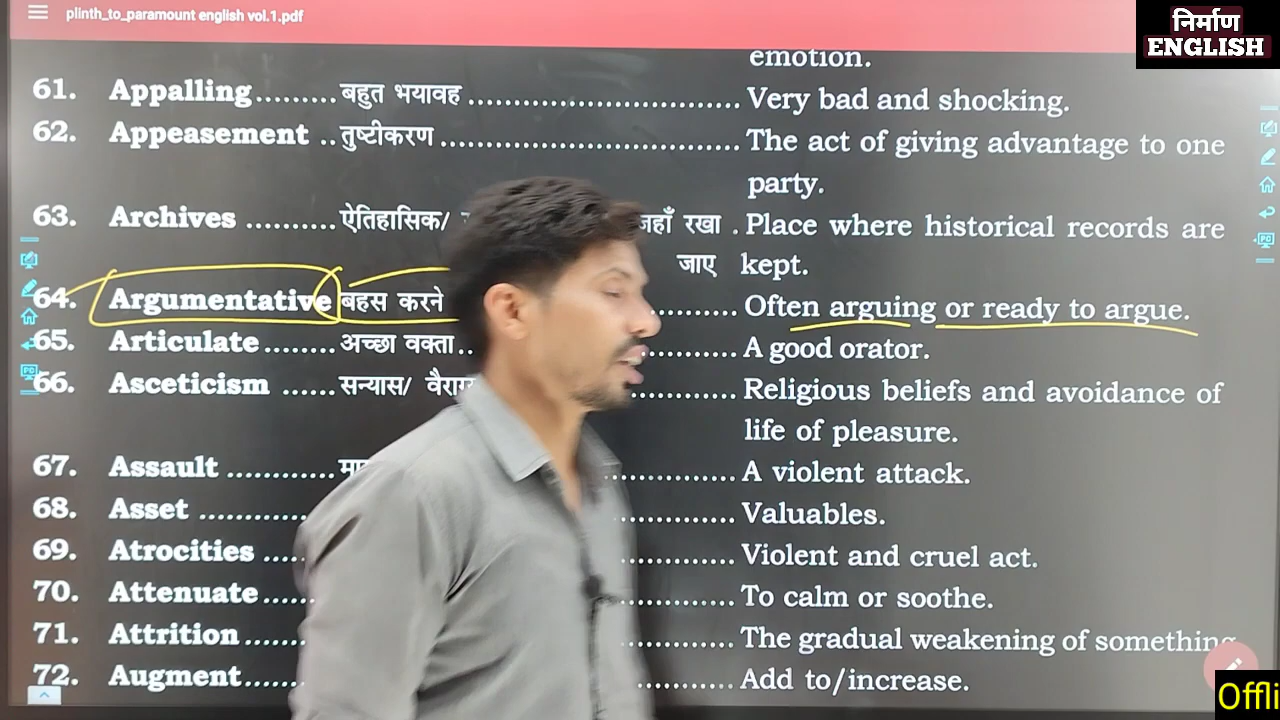 plinth_to_paramount english vol.1.pdf
निर्माण
ENGLISH
emotion.
61. Appalling.........बहुत भयावह ............................... Very bad and shocking.
62. Appeasement ..तुष्टीकरण.................................. The act of giving advantage to one
party.
63. Archives ..........ऐतिहासिक/ जहाँ रखा . Place where historical records are
जाए kept.
64. Argumentative बहस करने .......... Often arguing or ready to argue.
65. Articulate........अच्छा वक्ता.. .......... A good orator.
66. Asceticism ......सन्यास/ ............ Religious beliefs and avoidance of
life of pleasure.
67. Assault ............ .............. A violent attack.
68. Asset .............. ............. Valuables.
69. Atrocities .... ............. Violent and cruel act.
70. Attenuate..... ............. To calm or soothe.
71. Attrition ...... ............. The gradual weakening of something
72. Augment..... ........... Add to/increase.
PC
PC
Offli